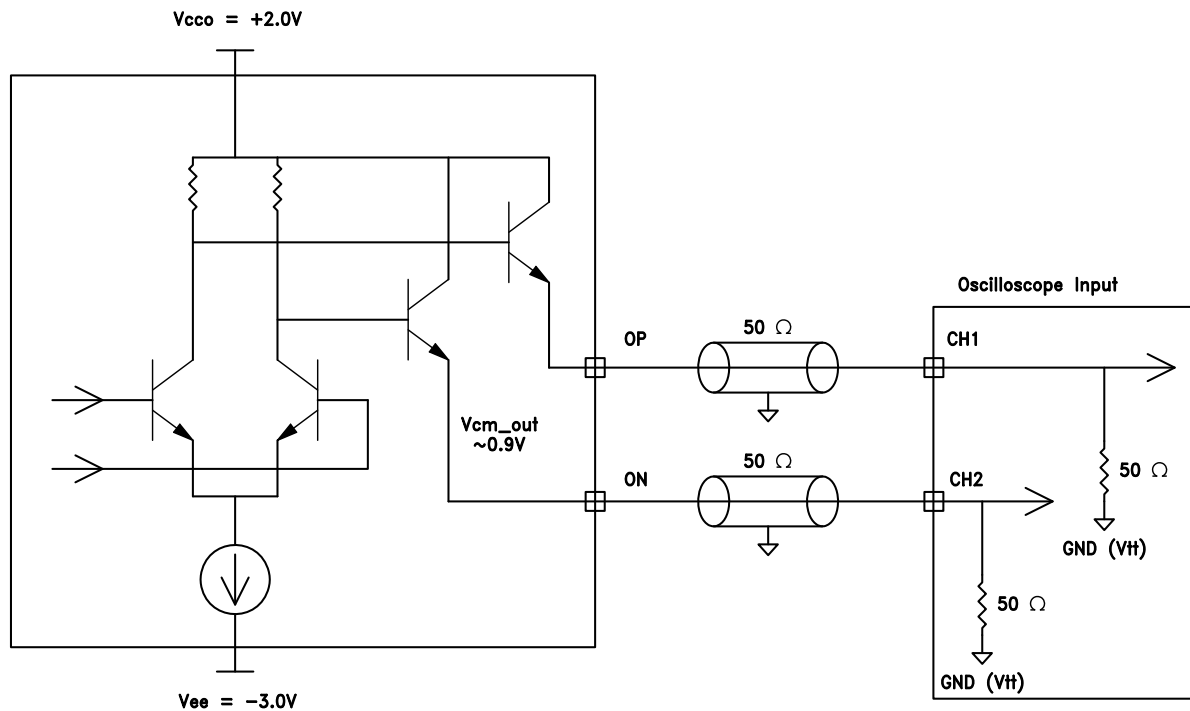 Vcco = +2.0V
Oscilloscope Input
OP
50 Ω
CH1
Vcm_out
~0.9V
ON
50 Ω
CH2
50 Ω
GND (Vtt)
50 Ω
GND (Vtt)
Vee = -3.0V